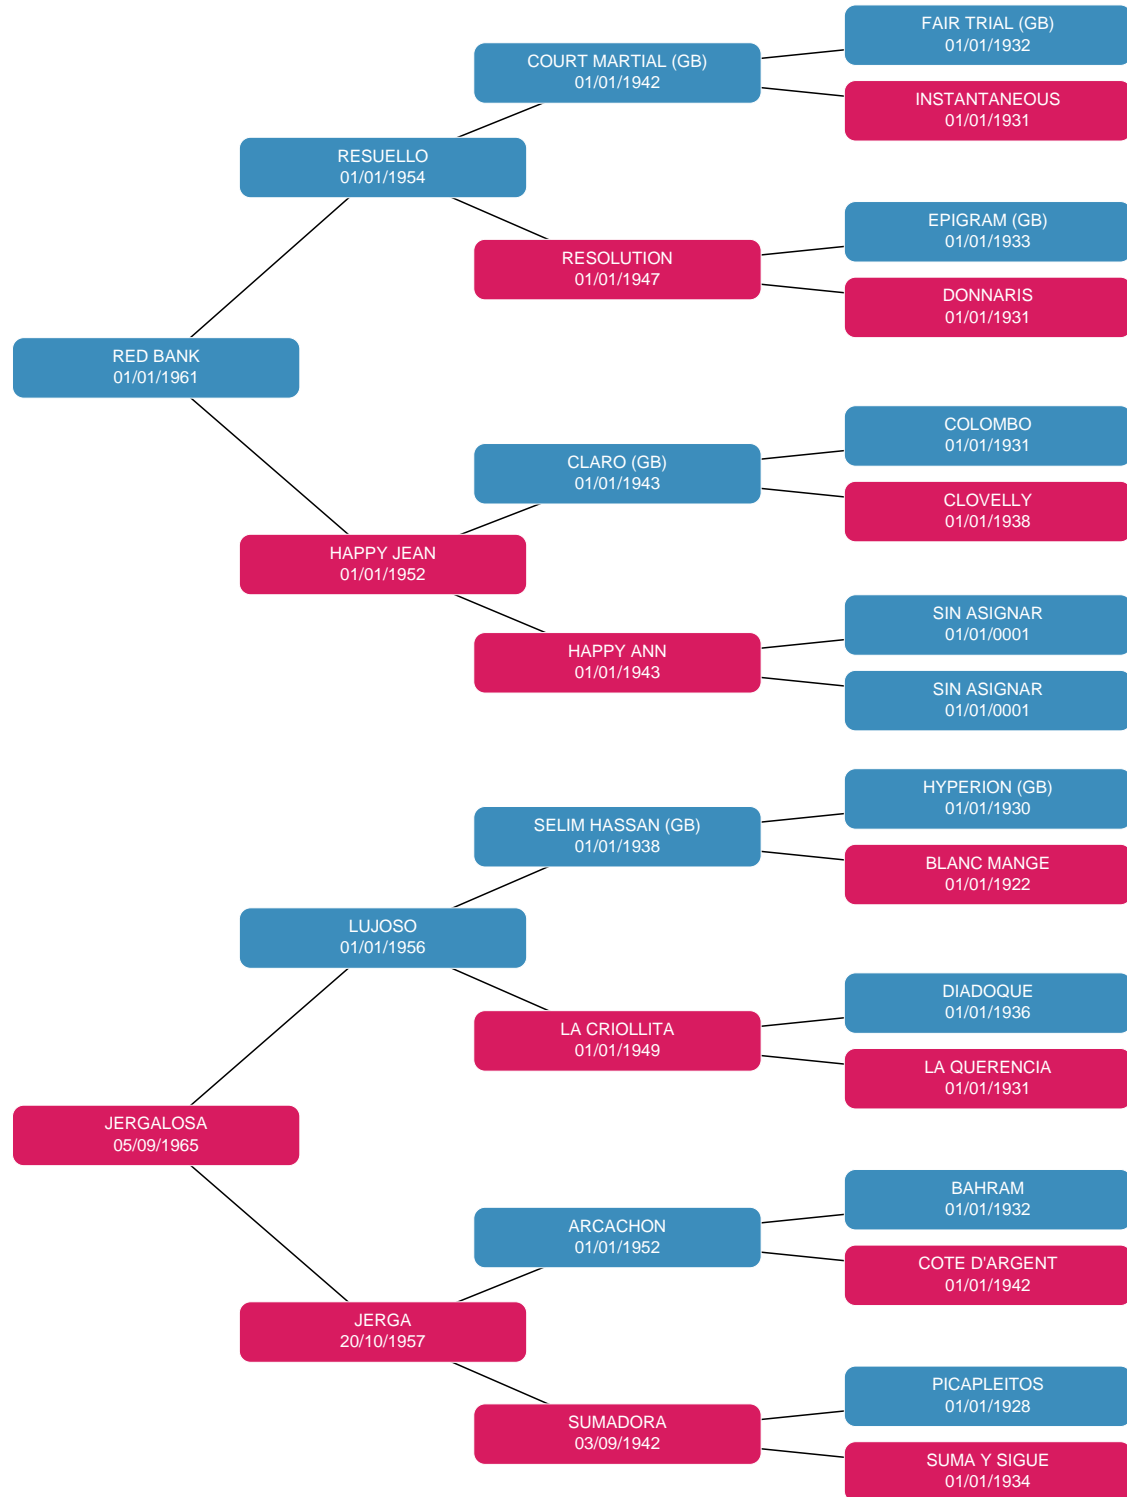 FAIR TRIAL (GB)
01/01/1932
COURT MARTIAL (GB)
01/01/1942
INSTANTANEOUS
01/01/1931
RESUELLO
01/01/1954
EPIGRAM (GB)
01/01/1933
RESOLUTION
01/01/1947
DONNARIS
01/01/1931
RED BANK
01/01/1961
COLOMBO
01/01/1931
CLARO (GB)
01/01/1943
CLOVELLY
01/01/1938
HAPPY JEAN
01/01/1952
SIN ASIGNAR
01/01/0001
HAPPY ANN
01/01/1943
SIN ASIGNAR
01/01/0001
HYPERION (GB)
01/01/1930
SELIM HASSAN (GB)
01/01/1938
BLANC MANGE
01/01/1922
LUJOSO
01/01/1956
DIADOQUE
01/01/1936
LA CRIOLLITA
01/01/1949
LA QUERENCIA
01/01/1931
JERGALOSA
05/09/1965
BAHRAM
01/01/1932
ARCACHON
01/01/1952
COTE D'ARGENT
01/01/1942
JERGA
20/10/1957
PICAPLEITOS
01/01/1928
SUMADORA
03/09/1942
SUMA Y SIGUE
01/01/1934